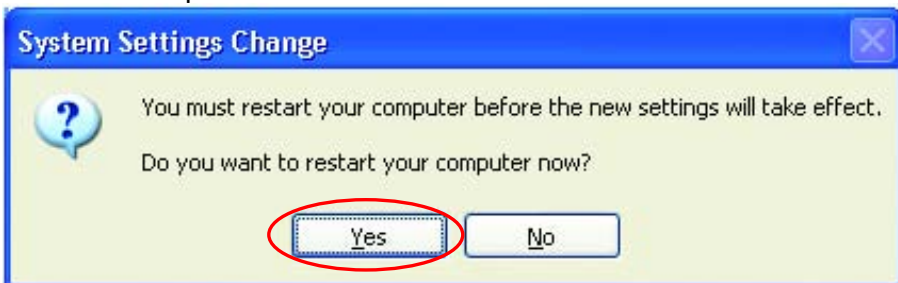 System Settings Change
You must restart your computer before the new settings will take effect.
Do you want to restart your computer now?
Yes No